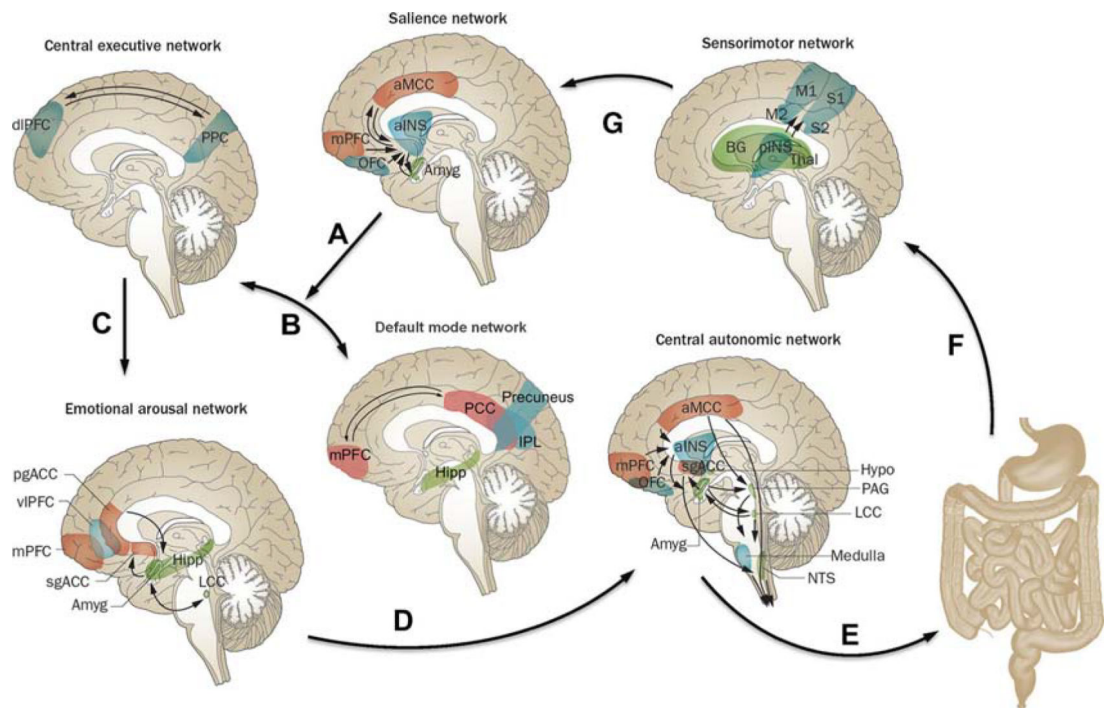 Central executive network
dlPFC
PPC
Salience network
aMCC
aINS
mPFC
OFC
Amyg
Sensorimotor network
M1
S1
M2
S2
BG
pINS
Thal
G
A
B
C
Default mode network
Precuneus
PCC
IPL
mPFC
Hipp
Central autonomic network
aMCC
aINS
sgACC
mPFC
OFC
Hypo
PAG
LCC
Amyg
Medulla
NTS
F
Emotional arousal network
pgACC
vlPFC
mPFC
Hipp
sgACC
LCC
Amyg
D
E